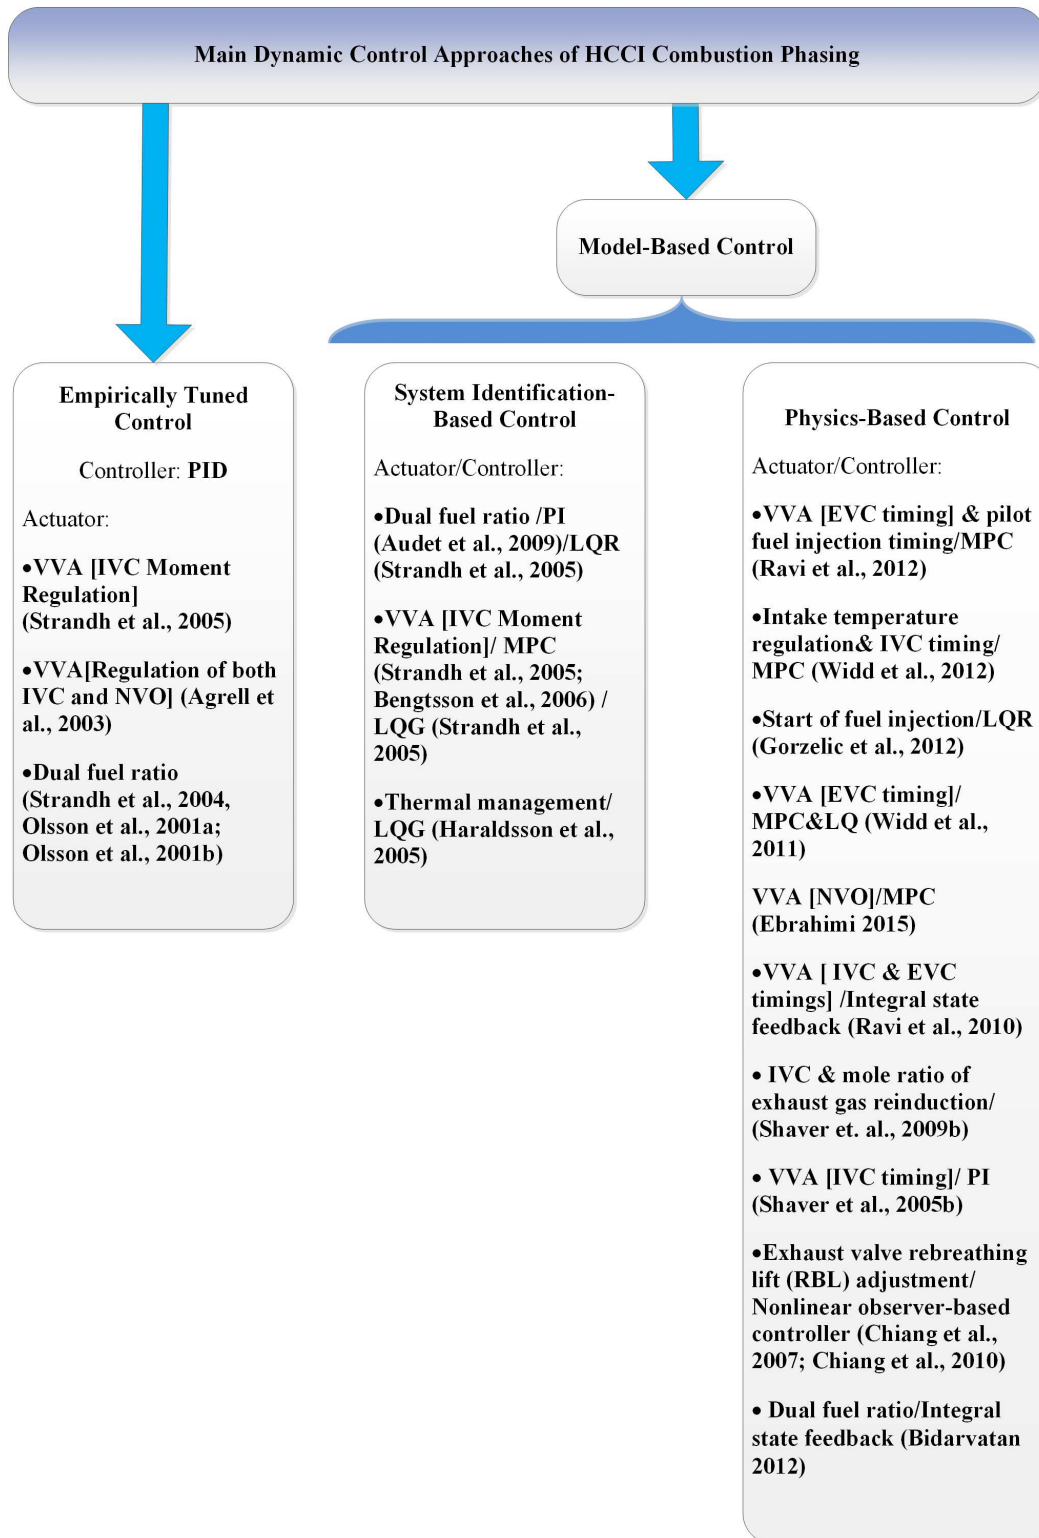 Main Dynamic Control Approaches of HCCI Combustion Phasing
Model-Based Control
Empirically Tuned
Control
Controller: PID
Actuator:
•VVA [IVC Moment
Regulation]
(Strandh et al., 2005)
•VVA[Regulation of both
IVC and NVO] (Agrell et
al., 2003)
•Dual fuel ratio
(Strandh et al., 2004,
Olsson et al., 2001a;
Olsson et al., 2001b)
System Identification-
Based Control
Actuator/Controller:
•Dual fuel ratio /PI
(Audet et al., 2009)/LQR
(Strandh et al., 2005)
•VVA [IVC Moment
Regulation]/ MPC
(Strandh et al., 2005;
Bengtsson et al., 2006) /
LQG (Strandh et al.,
2005)
•Thermal management/
LQG (Haraldsson et al.,
2005)
Physics-Based Control
Actuator/Controller:
•VVA [EVC timing] & pilot
fuel injection timing/MPC
(Ravi et al., 2012)
•Intake temperature
regulation& IVC timing/
MPC (Widd et al., 2012)
•Start of fuel injection/LQR
(Gorzelic et al., 2012)
•VVA [EVC timing]/
MPC&LQ (Widd et al.,
2011)
VVA [NVO]/MPC
(Ebrahimi 2015)
•VVA [ IVC & EVC
timings] /Integral state
feedback (Ravi et al., 2010)
• IVC & mole ratio of
exhaust gas reinduction/
(Shaver et. al., 2009b)
• VVA [IVC timing]/ PI
(Shaver et al., 2005b)
•Exhaust valve rebreathing
lift (RBL) adjustment/
Nonlinear observer-based
controller (Chiang et al.,
2007; Chiang et al., 2010)
• Dual fuel ratio/Integral
state feedback (Bidarvatan
2012)